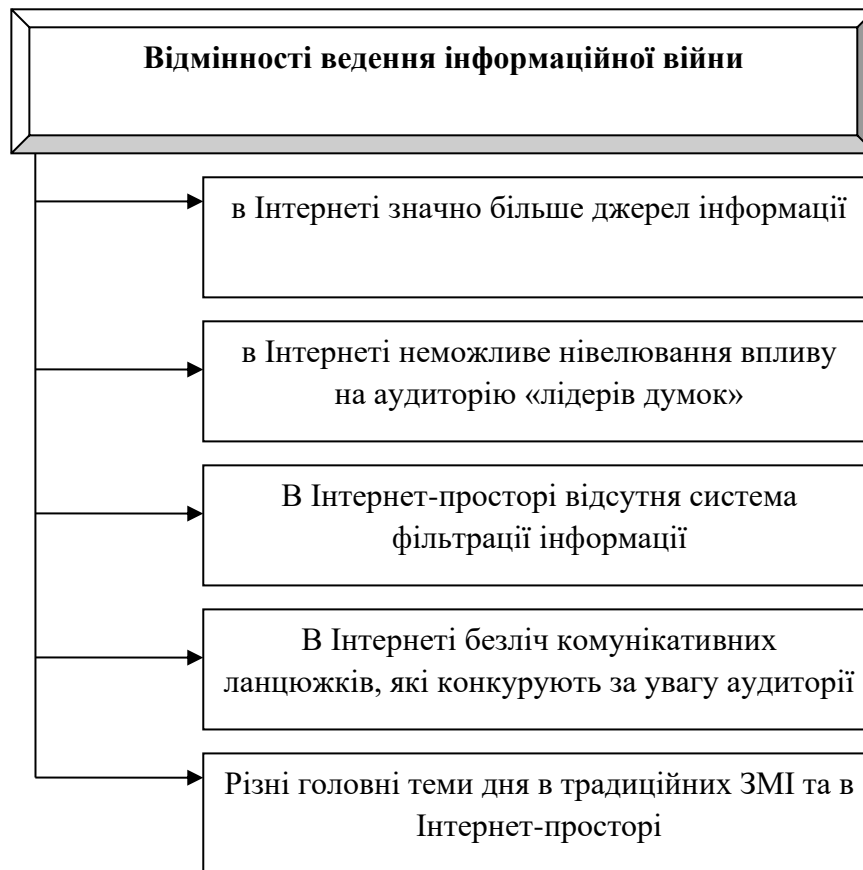 Відмінності ведення інформаційної війни
в Інтернеті значно більше джерел інформації
в Інтернеті неможливе нівелювання впливу
на аудиторію «лідерів думок»
В Інтернет-просторі відсутня система
фільтрації інформації
В Інтернеті безліч комунікативних
ланцюжків, які конкурують за увагу аудиторії
Різні головні теми дня в традиційних ЗМІ та в
Інтернет-просторі